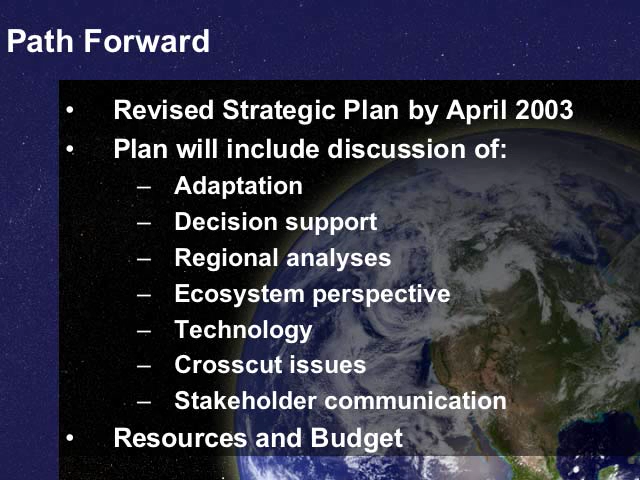 Path Forward
• Revised Strategic Plan by April 2003
• Plan will include discussion of:
– Adaptation
– Decision support
– Regional analyses
– Ecosystem perspective
– Technology
– Crosscut issues
– Stakeholder communication
• Resources and Budget